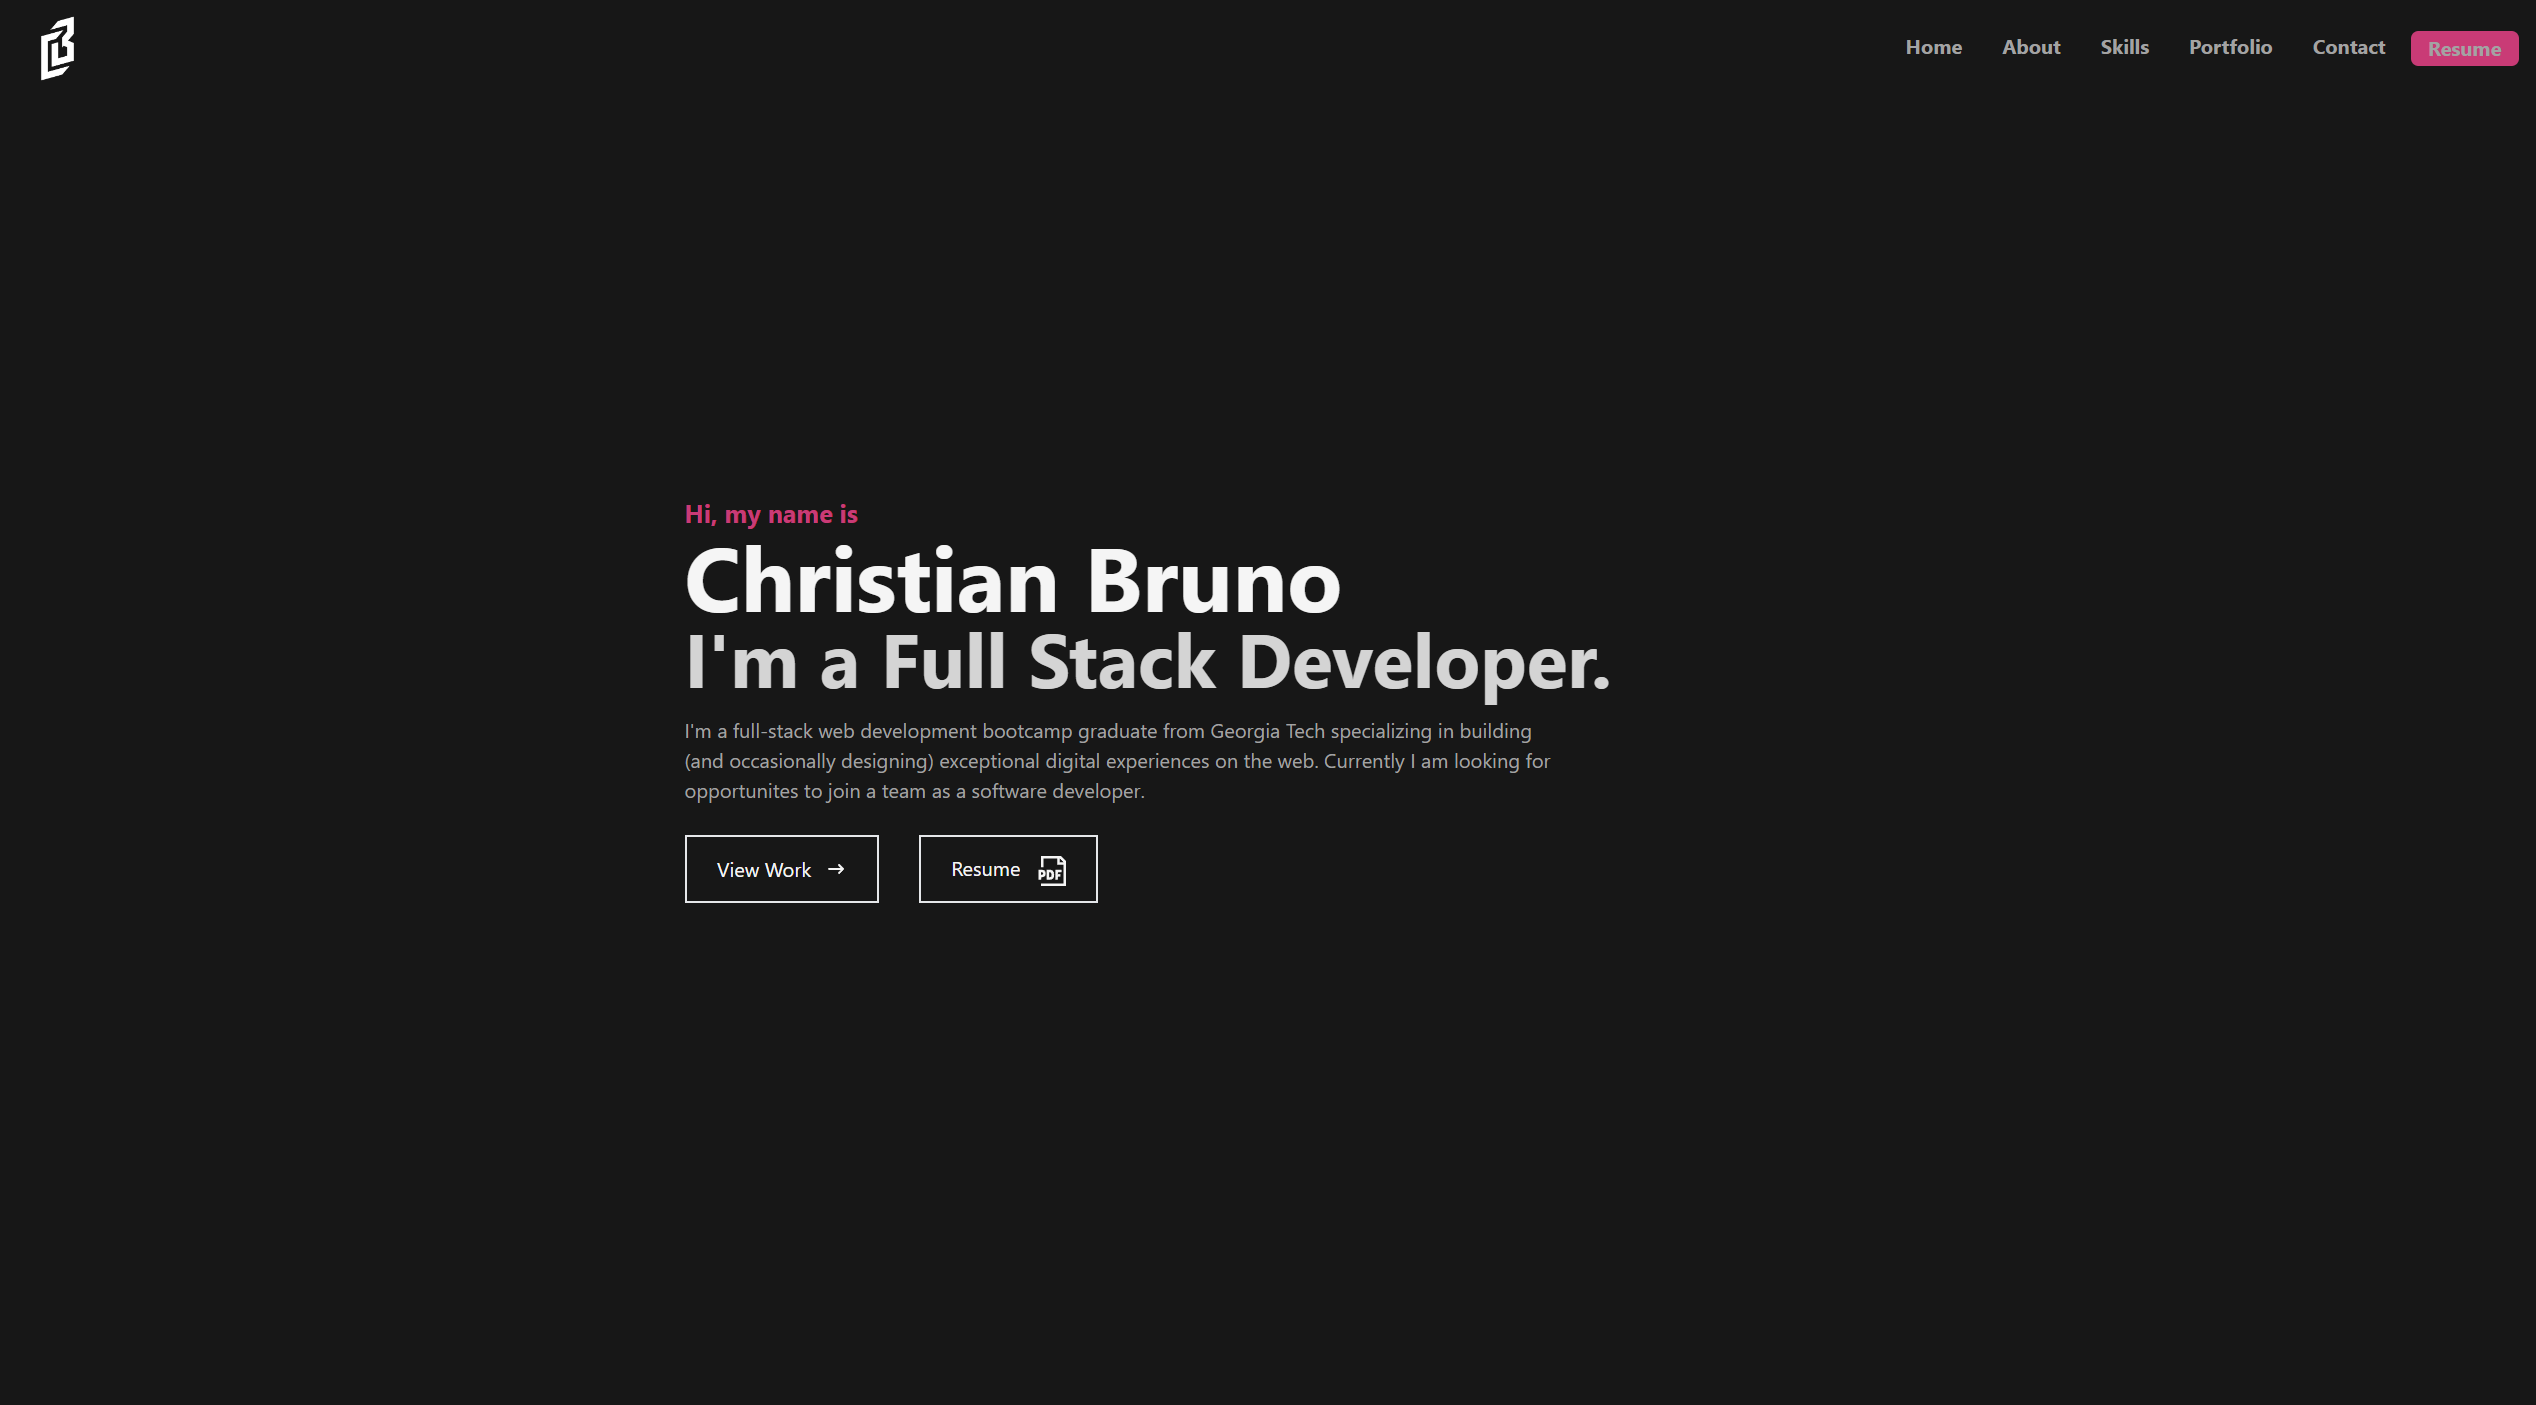 Home About Skills Portfolio Contact Resume
Hi, my name is
Christian Bruno
I'm a Full Stack Developer.
I'm a full-stack web development bootcamp graduate from Georgia Tech specializing in building
(and occasionally designing) exceptional digital experiences on the web. Currently I am looking for
opportunites to join a team as a software developer.
View Work → Resume PDF